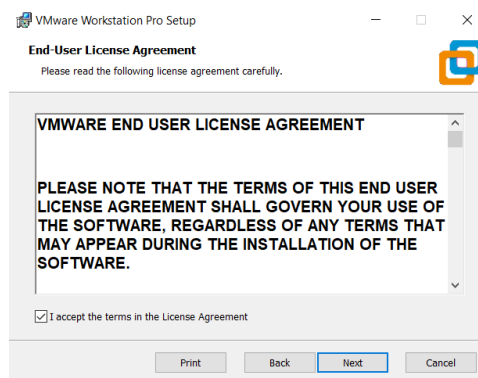 VMware Workstation Pro Setup
End-User License Agreement
Please read the following license agreement carefully.
VMWARE END USER LICENSE AGREEMENT
PLEASE NOTE THAT THE TERMS OF THIS END USER
LICENSE AGREEMENT SHALL GOVERN YOUR USE OF
THE SOFTWARE, REGARDLESS OF ANY TERMS THAT
MAY APPEAR DURING THE INSTALLATION OF THE
SOFTWARE.
I accept the terms in the License Agreement
Print Back Next Cancel